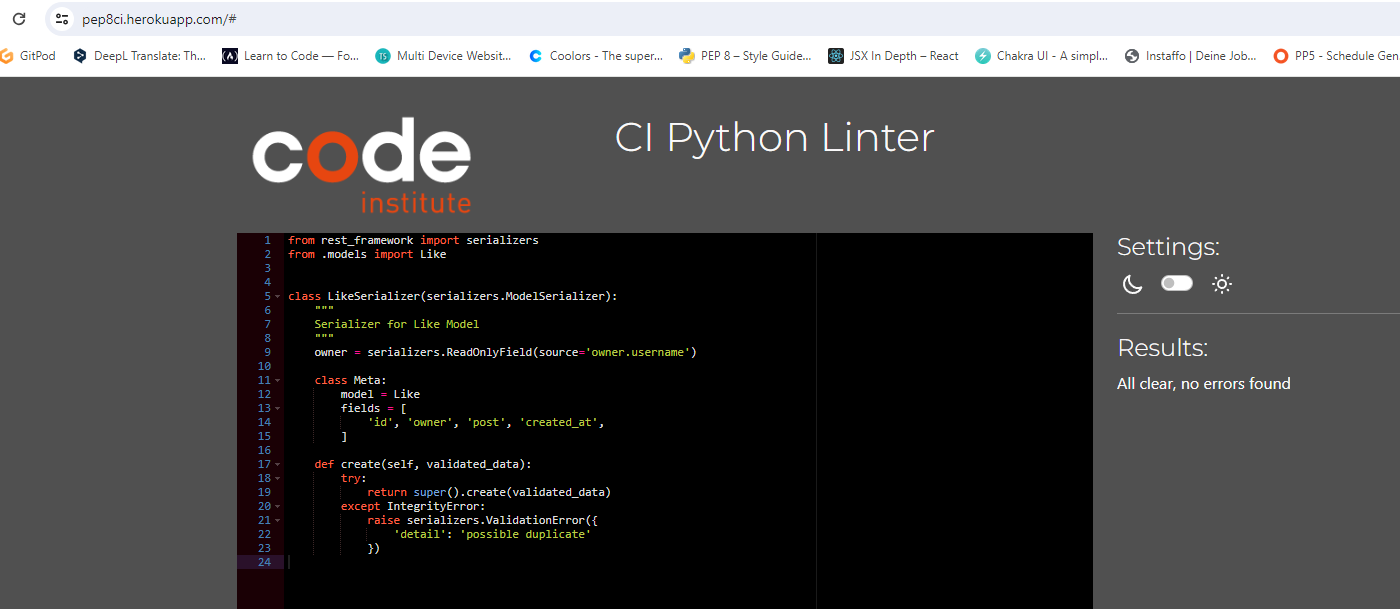 pep8ci.herokuapp.com/#
GitPod DeepL Translate: Th... Learn to Code — Fo... Multi Device Websit... Coolors - The super... PEP 8 – Style Guide... JSX In Depth – React Chakra UI - A simpl... Instaffo | Deine Job... PP5 - Schedule Gen
code
institute
CI Python Linter
1 from rest_framework import serializers
2 from .models import Like
3
4
5 class LikeSerializer(serializers.ModelSerializer):
6 """
7 Serializer for Like Model
8 """
9 owner = serializers.ReadOnlyField(source='owner.username')
10
11 class Meta:
12 model = Like
13 fields = [
14 'id', 'owner', 'post', 'created_at',
15 ]
16
17 def create(self, validated_data):
18 try:
19 return super().create(validated_data)
20 except IntegrityError:
21 raise serializers.ValidationError({
22 'detail': 'possible duplicate'
23 })
24
Settings:
Results:
All clear, no errors found